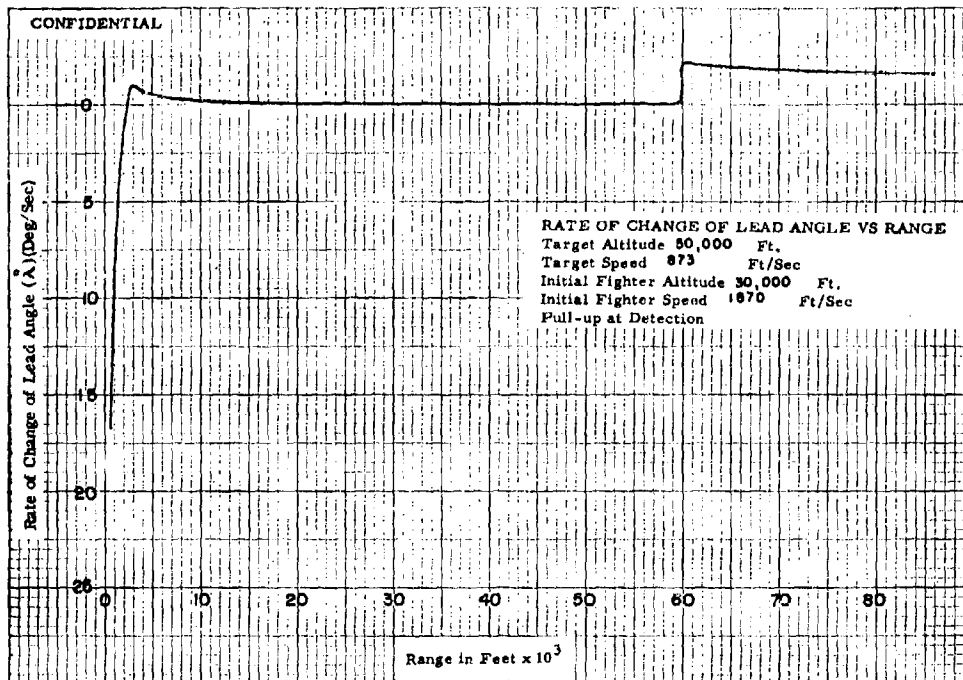 CONFIDENTIAL
Rate of Change of Lead Angle (Å)(Deg/Sec)
0
5
10
15
20
25
RATE OF CHANGE OF LEAD ANGLE VS RANGE
Target Altitude 50,000 Ft.
Target Speed 873 Ft/Sec
Initial Fighter Altitude 30,000 Ft.
Initial Fighter Speed 1870 Ft/Sec
Pull-up at Detection
0 10 20 30 40 50 60 70 80
Range in Feet x 10³